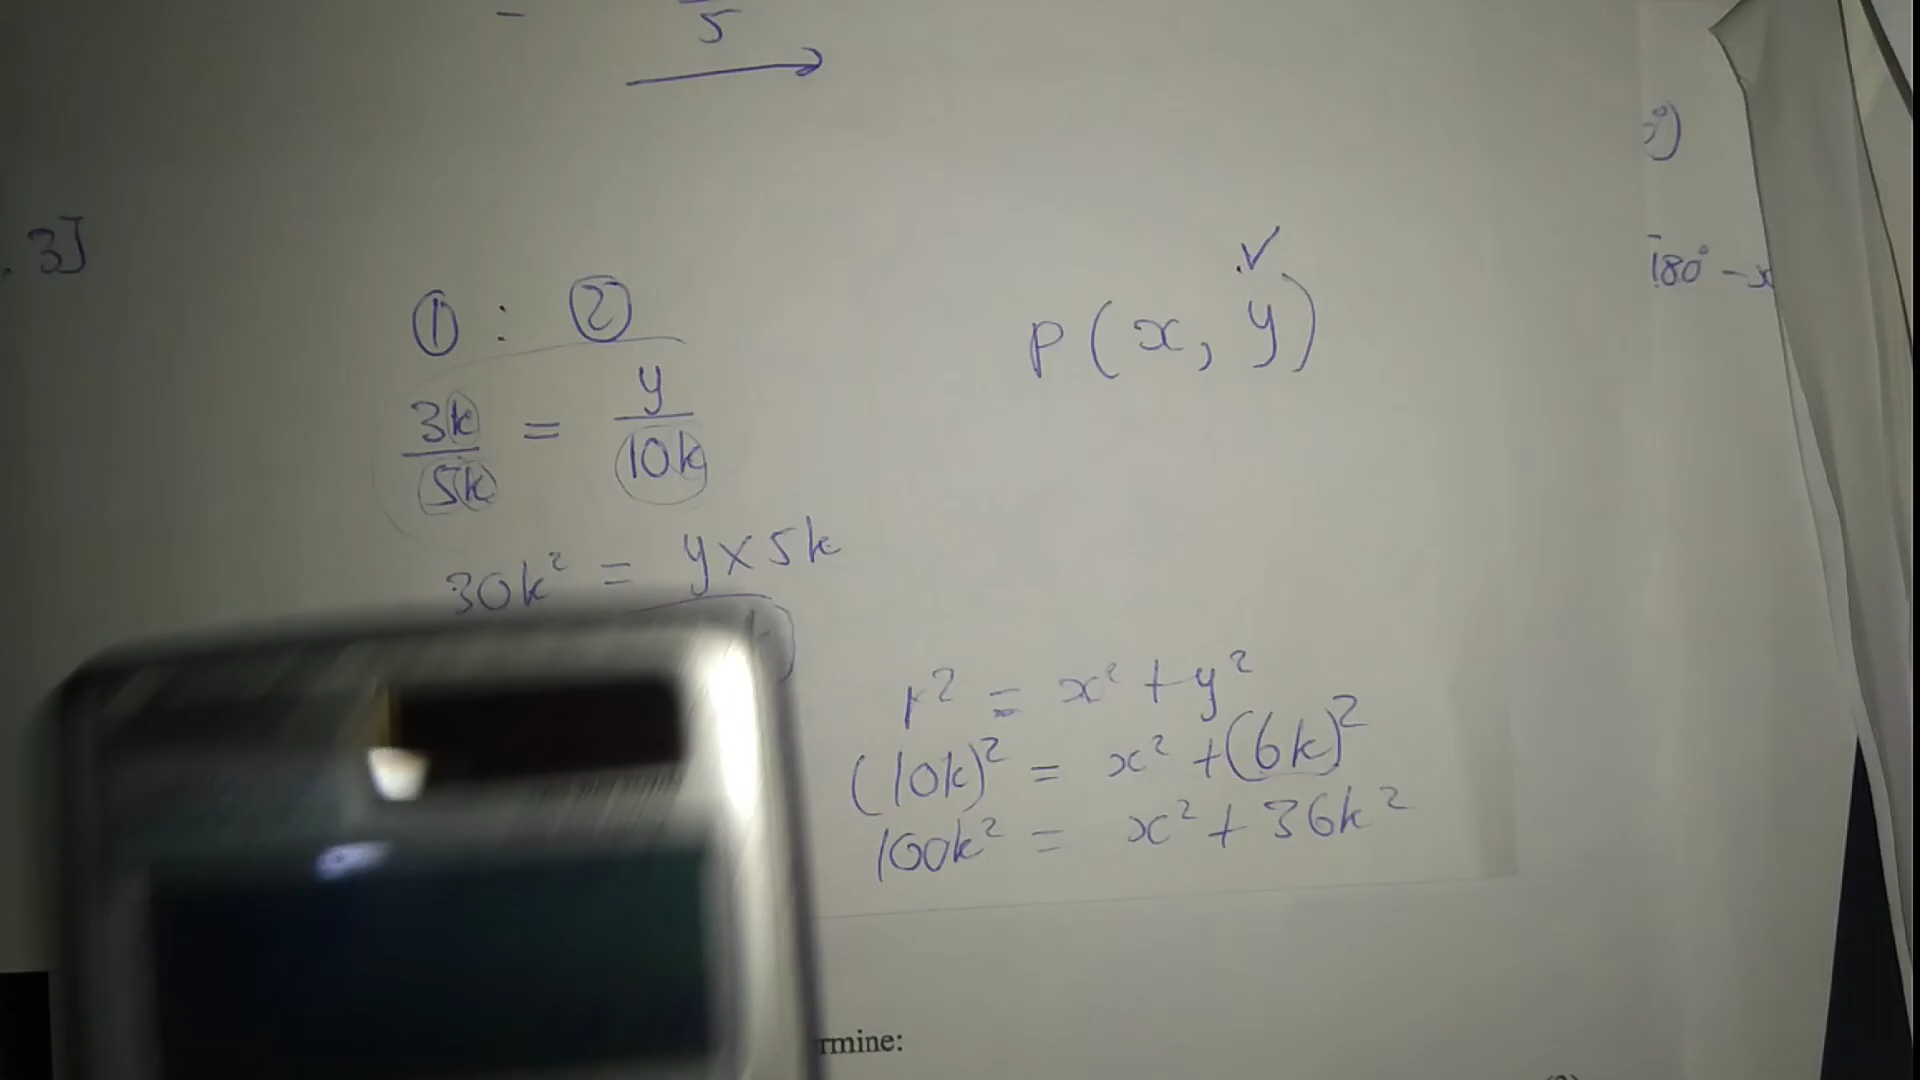 5
. 3]
① : ②
3k/5k = y/10k
30k² = y×5k
P(x, y) ✓
r² = x² + y²
(10k)² = x² + (6k)²
100k² = x² + 36k²
°)
180° - x
rmine: